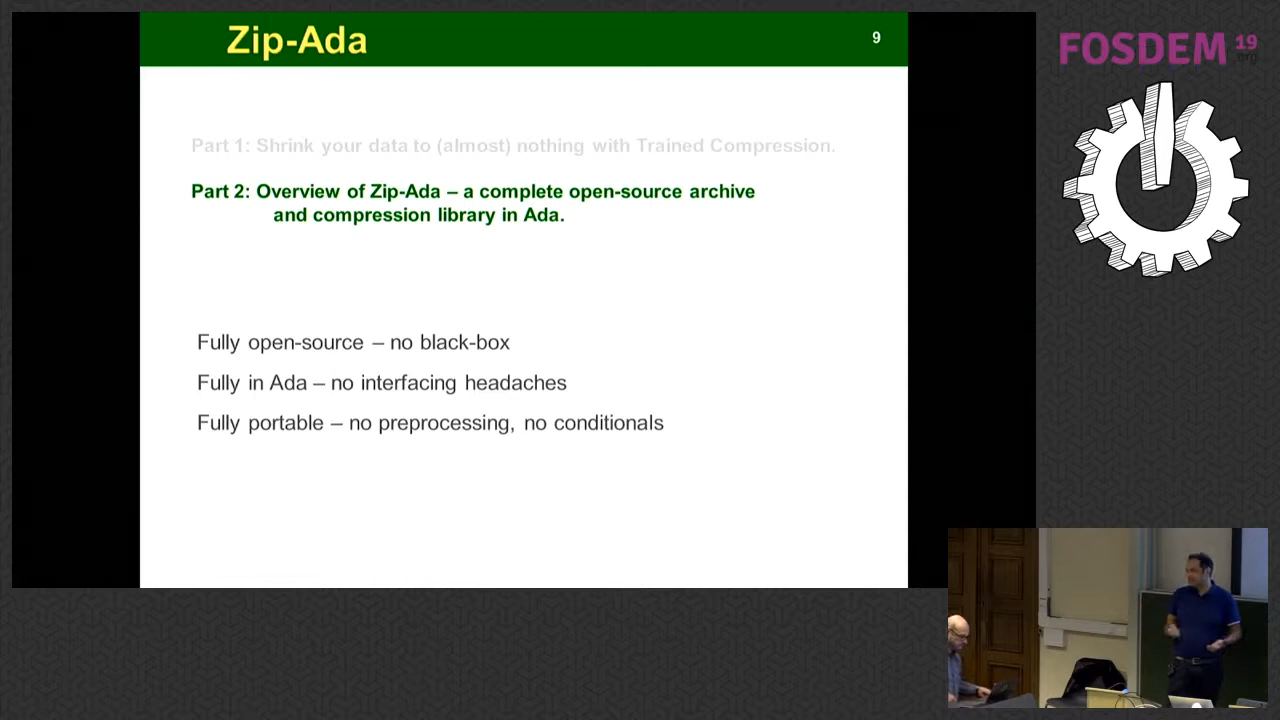 Zip-Ada
9
Part 1: Shrink your data to (almost) nothing with Trained Compression.
Part 2: Overview of Zip-Ada – a complete open-source archive
and compression library in Ada.
Fully open-source – no black-box
Fully in Ada – no interfacing headaches
Fully portable – no preprocessing, no conditionals
FOSDEM 19
.org